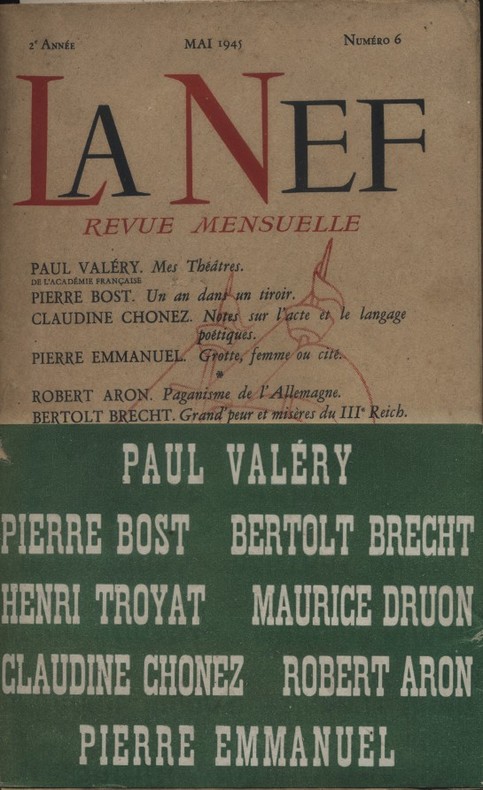 2e ANNÉE MAI 1945 NUMÉRO 6
LA NEF
REVUE MENSUELLE
PAUL VALÉRY. Mes Théâtres.
DE L'ACADÉMIE FRANÇAISE
PIERRE BOST. Un an dans un tiroir.
CLAUDINE CHONEZ. Notes sur l'acte et le langage
poétiques.
PIERRE EMMANUEL. Grotte, femme ou cité.
*
ROBERT ARON. Paganisme de l'Allemagne.
BERTOLT BRECHT. Grand'peur et misères du IIIe Reich.
PAUL VALÉRY
PIERRE BOST BERTOLT BRECHT
HENRI TROYAT MAURICE DRUON
CLAUDINE CHONEZ ROBERT ARON
PIERRE EMMANUEL